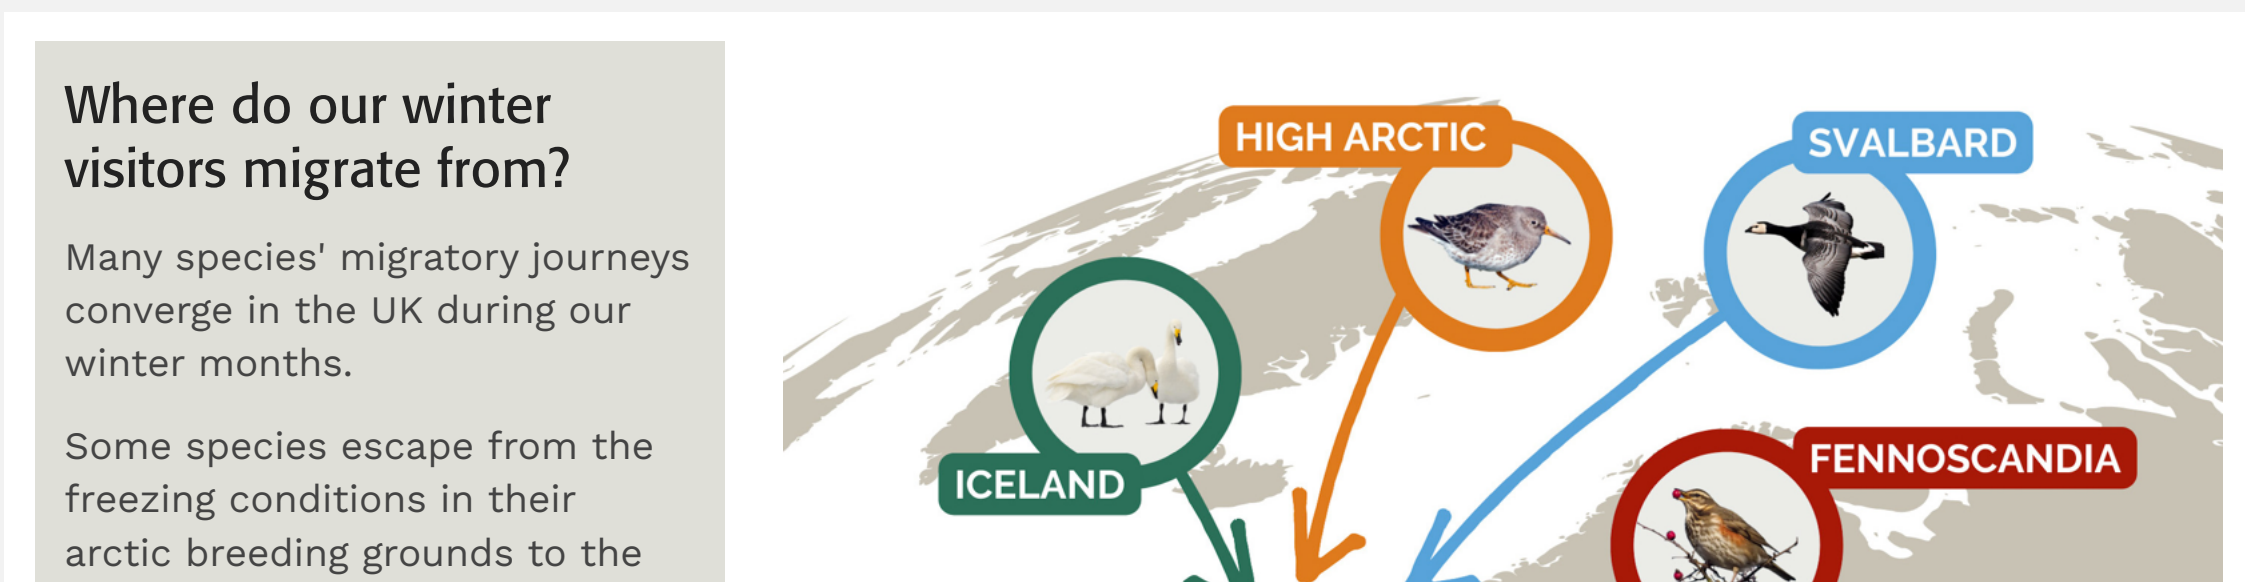 Where do our winter
visitors migrate from?
Many species' migratory journeys
converge in the UK during our
winter months.
Some species escape from the
freezing conditions in their
arctic breeding grounds to the
HIGH ARCTIC
SVALBARD
ICELAND
FENNOSCANDIA